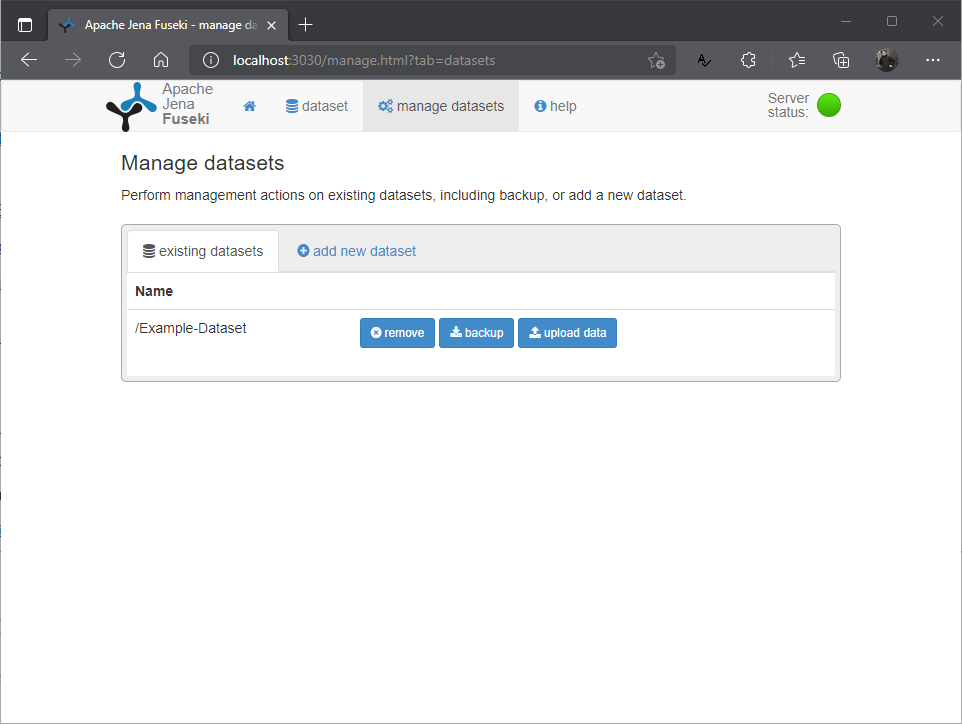 Apache Jena Fuseki - manage da
localhost:3030/manage.html?tab=datasets
Apache
Jena
Fuseki
dataset
manage datasets
help
Server
status:
Manage datasets
Perform management actions on existing datasets, including backup, or add a new dataset.
existing datasets
add new dataset
Name
/Example-Dataset
remove
backup
upload data